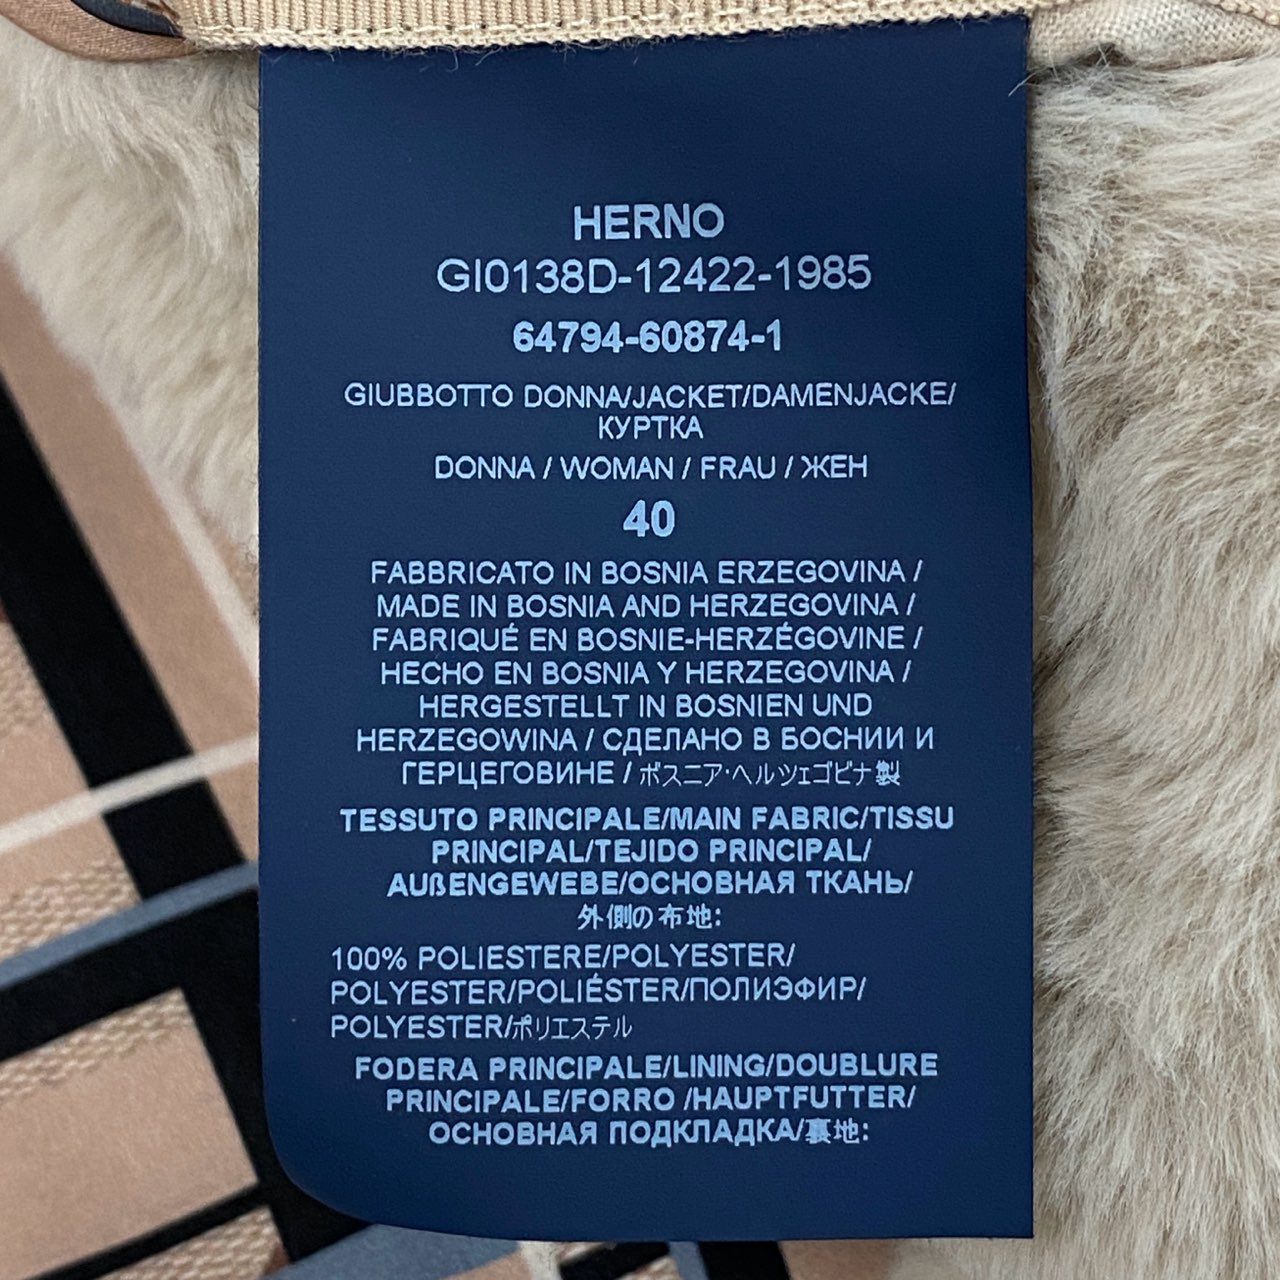 HERNO
GI0138D-12422-1985
64794-60874-1
GIUBBOTTO DONNA/JACKET/DAMENJACKE/
КУРТКА
DONNA / WOMAN / FRAU / ЖЕН
40
FABBRICATO IN BOSNIA ERZEGOVINA /
MADE IN BOSNIA AND HERZEGOVINA /
FABRIQUÉ EN BOSNIE-HERZÉGOVINE /
HECHO EN BOSNIA Y HERZEGOVINA /
HERGESTELLT IN BOSNIEN UND
HERZEGOWINA / СДЕЛАНО В БОСНИИ И
ГЕРЦЕГОВИНЕ / ボスニア・ヘルツェゴビナ製
TESSUTO PRINCIPALE/MAIN FABRIC/TISSU
PRINCIPAL/TEJIDO PRINCIPAL/
AUßENGEWEBE/ОСНОВНАЯ ТКАНЬ/
外側の布地:
100% POLIESTERE/POLYESTER/
POLYESTER/POLIÉSTER/ПОЛИЭФИР/
POLYESTER/ポリエステル
FODERA PRINCIPALE/LINING/DOUBLURE
PRINCIPALE/FORRO /HAUPTFUTTER/
ОСНОВНАЯ ПОДКЛАДКА/裏地: